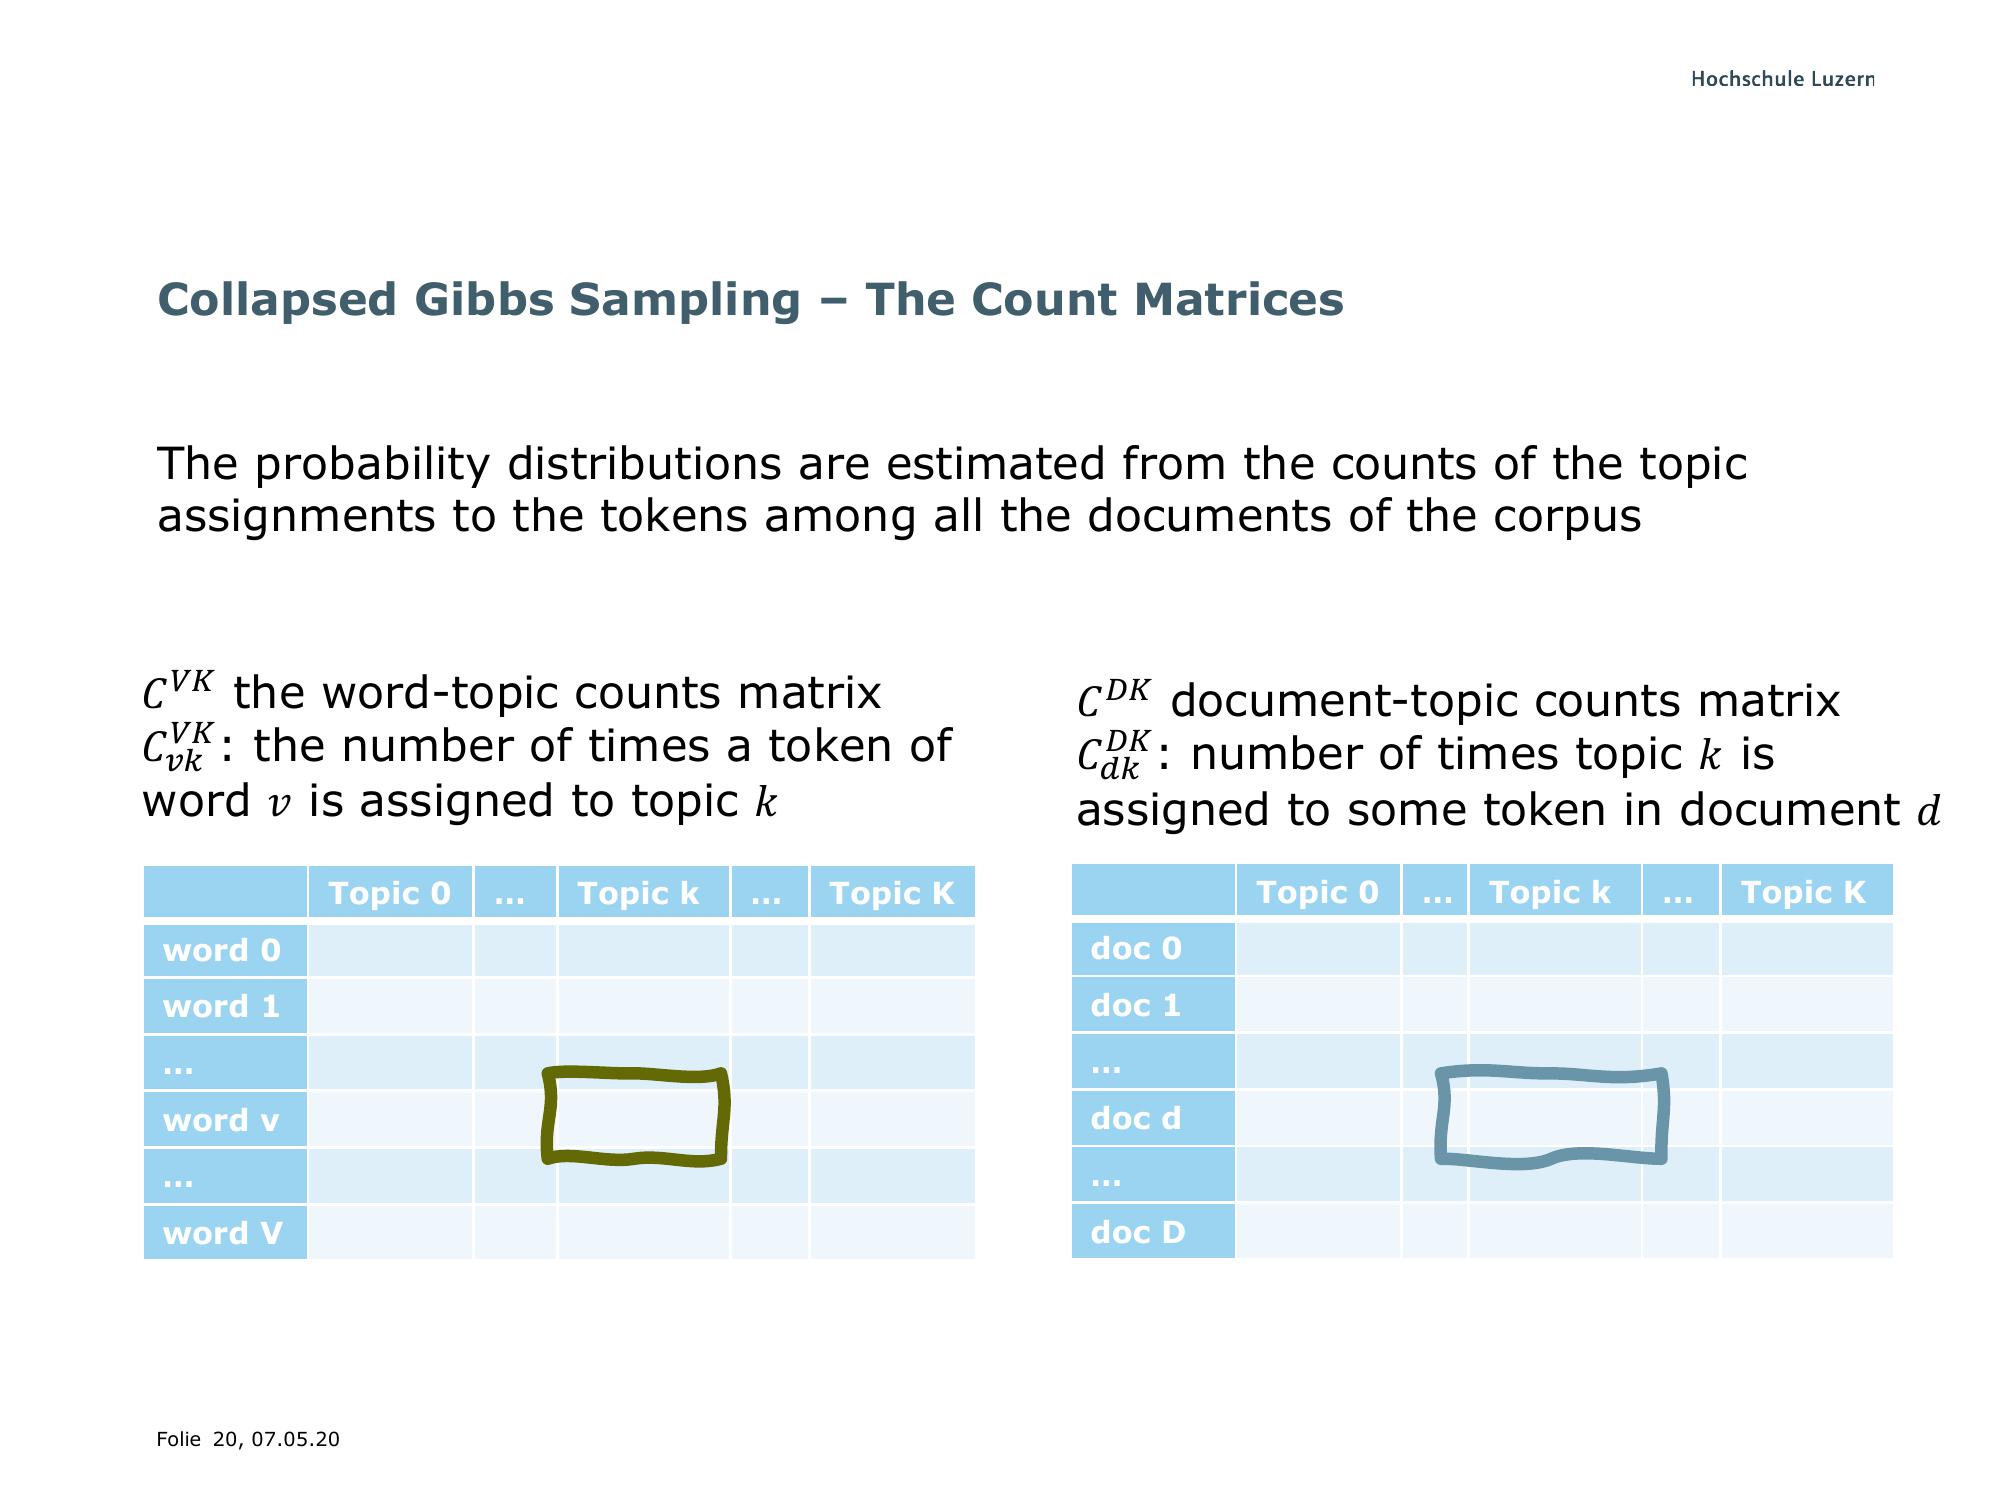 Hochschule Luzern
Collapsed Gibbs Sampling – The Count Matrices
The probability distributions are estimated from the counts of the topic
assignments to the tokens among all the documents of the corpus
C^{VK} the word-topic counts matrix
C_{vk}^{VK}: the number of times a token of
word v is assigned to topic k
C^{DK} document-topic counts matrix
C_{dk}^{DK}: number of times topic k is
assigned to some token in document d
Topic 0 ... Topic k ... Topic K
word 0
word 1
...
word v
...
word V
Topic 0 ... Topic k ... Topic K
doc 0
doc 1
...
doc d
...
doc D
Folie 20, 07.05.20